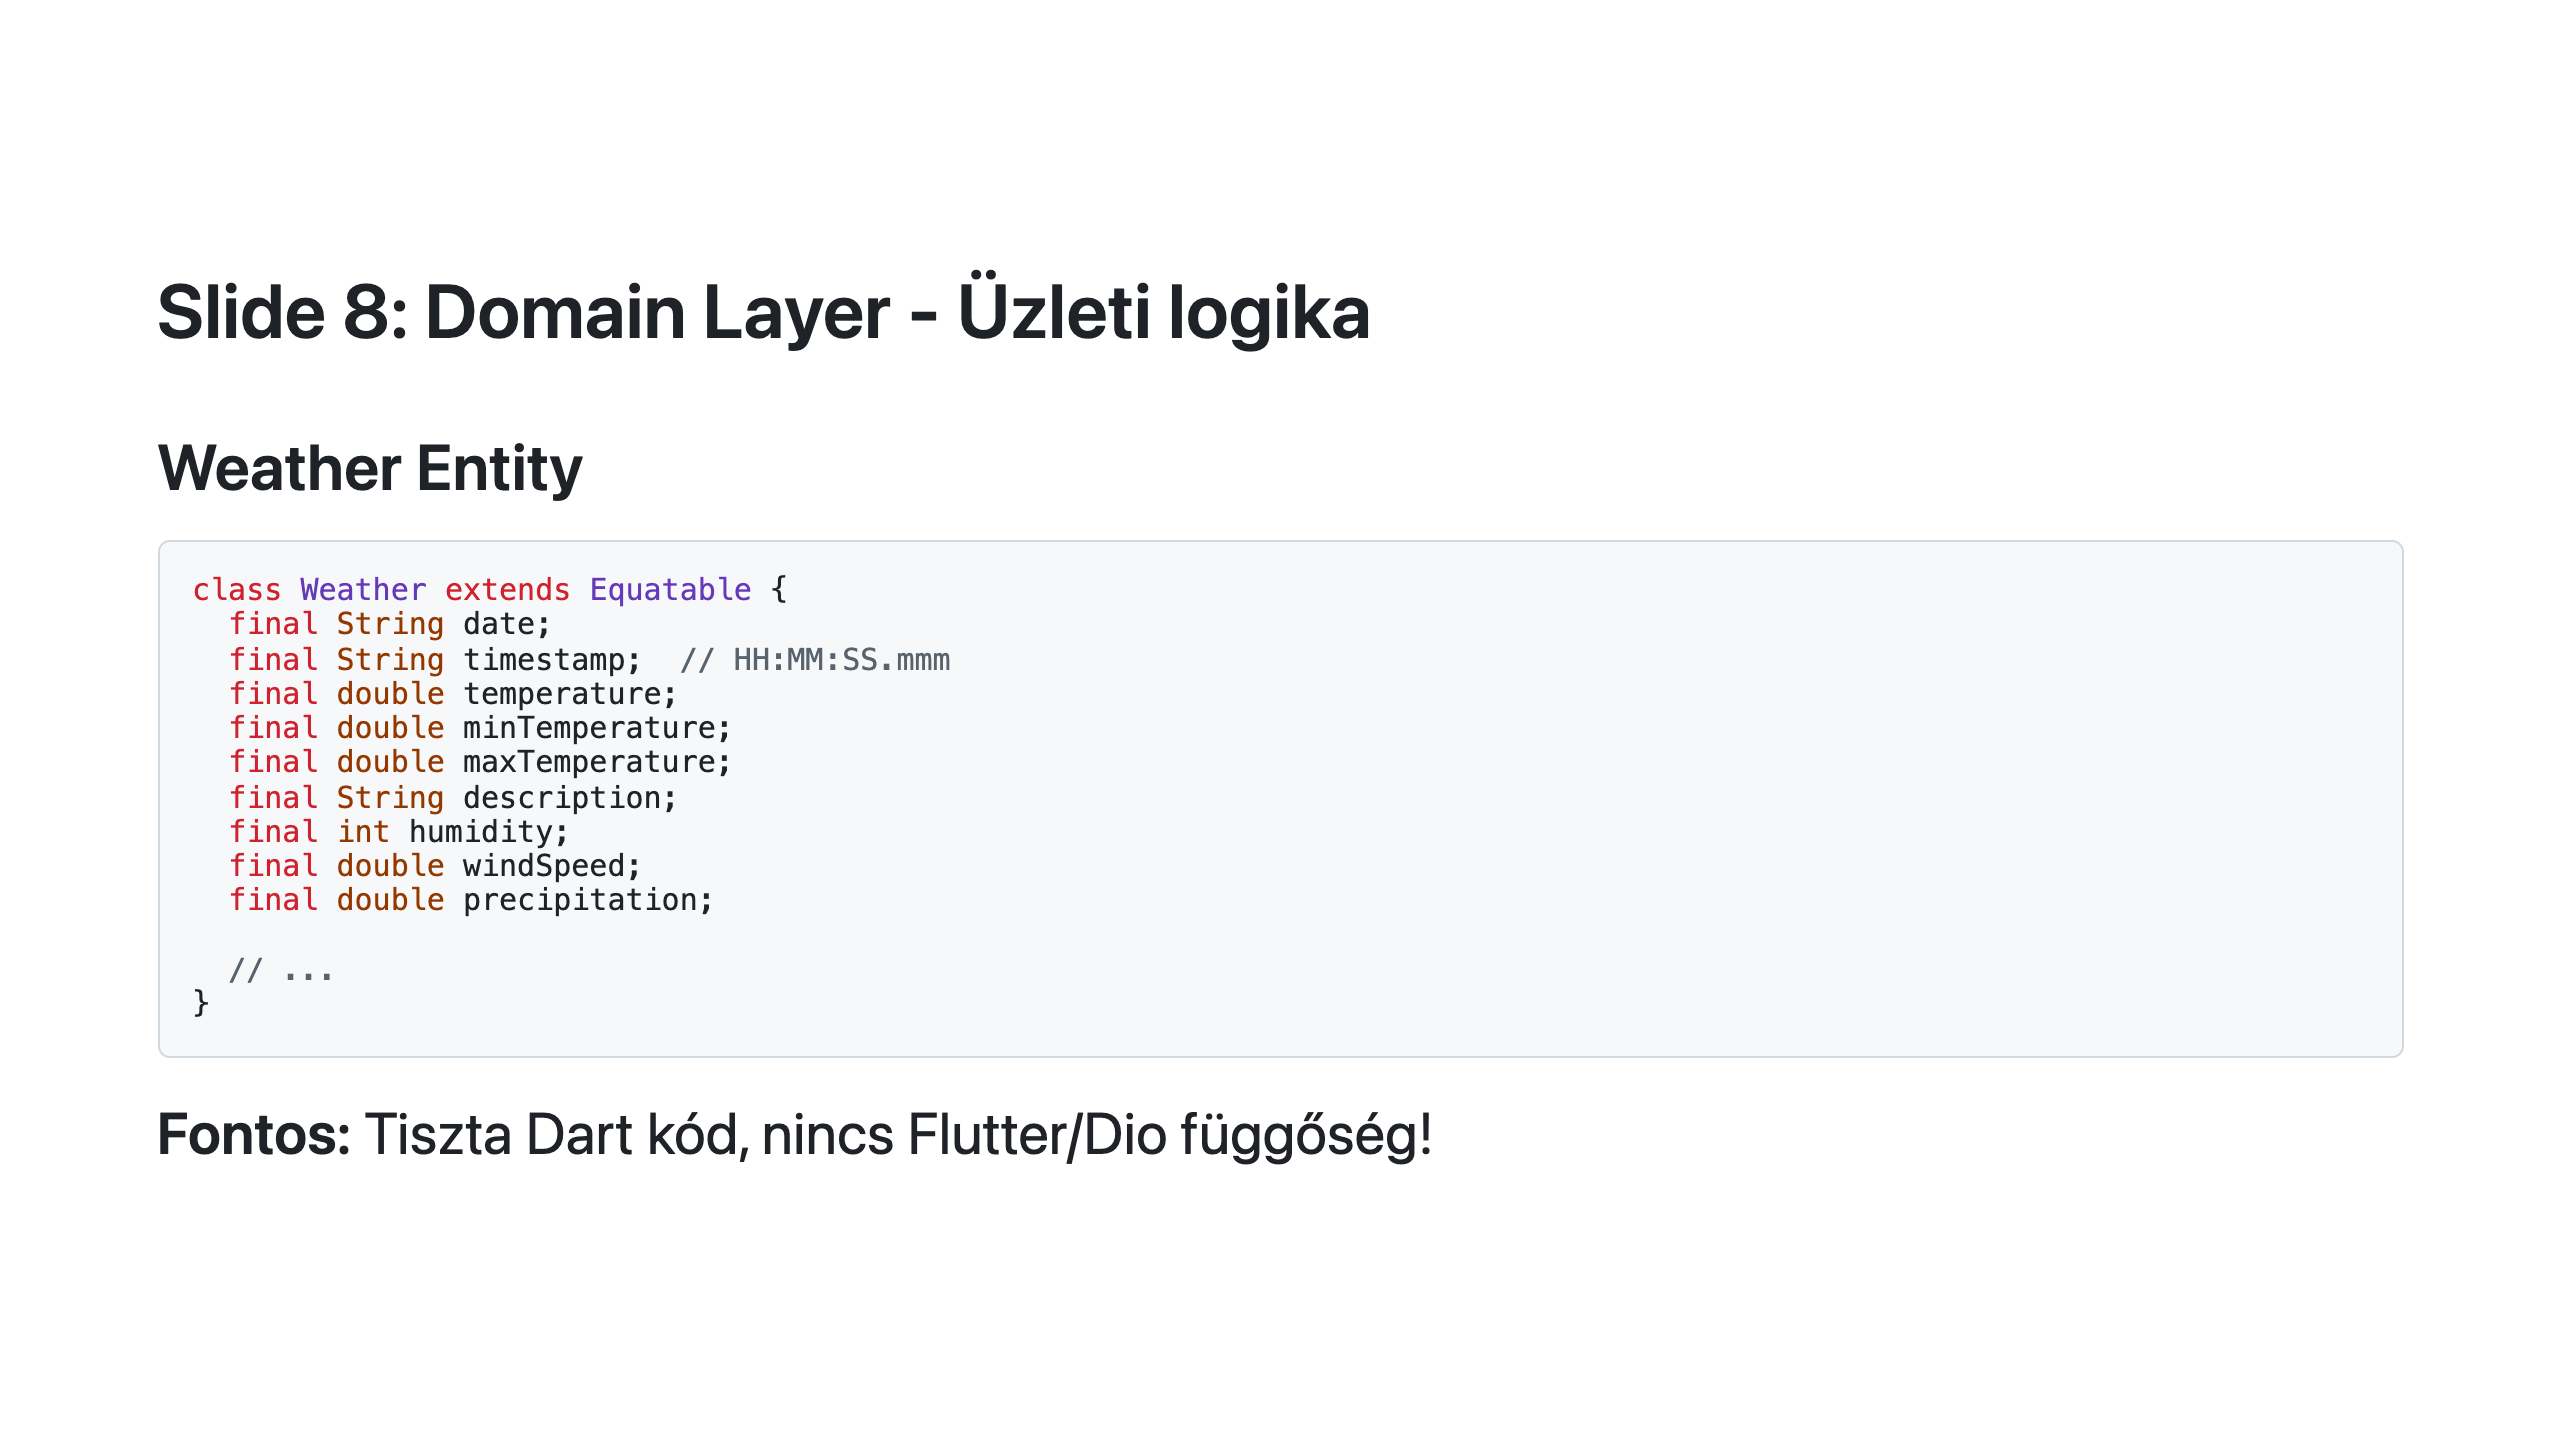 Slide 8: Domain Layer - Üzleti logika
Weather Entity
class Weather extends Equatable {
  final String date;
  final String timestamp;  // HH:MM:SS.mmm
  final double temperature;
  final double minTemperature;
  final double maxTemperature;
  final String description;
  final int humidity;
  final double windSpeed;
  final double precipitation;

  // ...
}
Fontos: Tiszta Dart kód, nincs Flutter/Dio függőség!